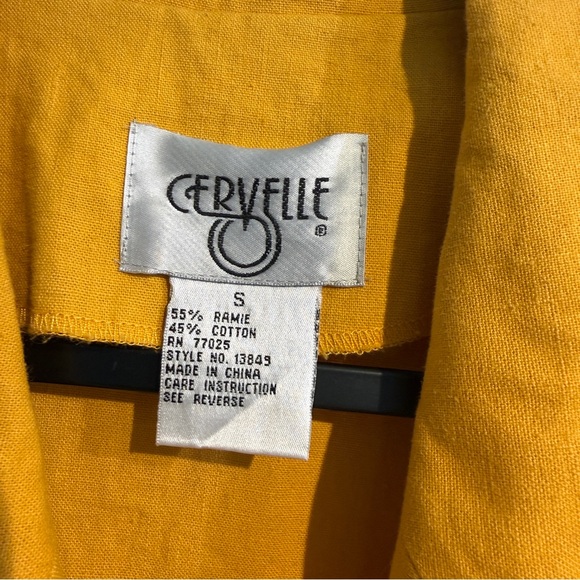 CERVELLE
®
S
55% RAMIE
45% COTTON
RN 77025
STYLE NO. 13849
MADE IN CHINA
CARE INSTRUCTION
SEE REVERSE